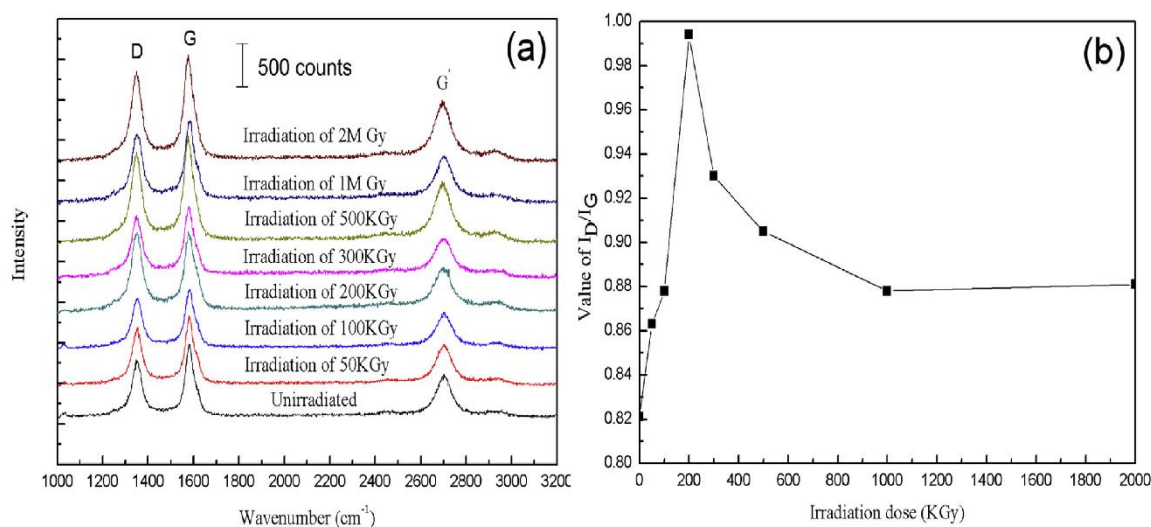 (a)
D
G
500 counts
G'
Irradiation of 2M Gy
Irradiation of 1M Gy
Irradiation of 500KGy
Irradiation of 300KGy
Irradiation of 200KGy
Irradiation of 100KGy
Irradiation of 50KGy
Unirradiated
Intensity
1000 1200 1400 1600 1800 2000 2200 2400 2600 2800 3000 3200
Wavenumber (cm⁻¹)
(b)
1.00
0.98
0.96
0.94
0.92
0.90
0.88
0.86
0.84
0.82
0.80
Value of I_D/I_G
0 200 400 600 800 1000 1200 1400 1600 1800 2000
Irradiation dose (KGy)